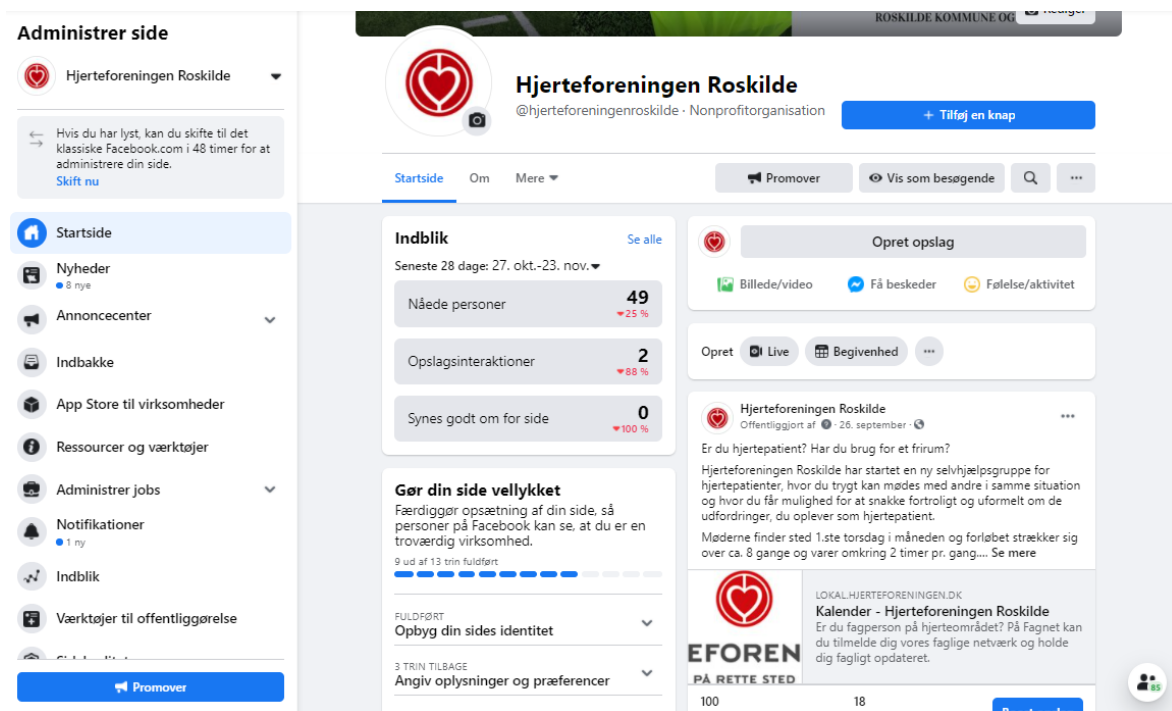 Administrer side
Hjerteforeningen Roskilde
Hvis du har lyst, kan du skifte til det
klassiske Facebook.com i 48 timer for at
administrere din side.
Skift nu
Startside
Nyheder
8 nye
Annoncecenter
Indbakke
App Store til virksomheder
Ressourcer og værktøjer
Administrer jobs
Notifikationer
1 ny
Indblik
Værktøjer til offentliggørelse
Promover
ROSKILDE KOMMUNE OG
Rediger
Hjerteforeningen Roskilde
@hjerteforeningenroskilde · Nonprofitorganisation
+ Tilføj en knap
Startside Om Mere
Promover
Vis som besøgende
Indblik
Se alle
Seneste 28 dage: 27. okt.-23. nov.
Nåede personer
49
25 %
Opslagsinteraktioner
2
88 %
Synes godt om for side
0
100 %
Gør din side vellykket
Færdiggør opsætning af din side, så
personer på Facebook kan se, at du er en
troværdig virksomhed.
9 ud af 13 trin fuldført
FULDFØRT
Opbyg din sides identitet
3 TRIN TILBAGE
Angiv oplysninger og præferencer
Opret opslag
Billede/video
Få beskeder
Følelse/aktivitet
Opret
Live
Begivenhed
Hjerteforeningen Roskilde
Offentliggjort af · 26. september ·
Er du hjertepatient? Har du brug for et frirum?
Hjerteforeningen Roskilde har startet en ny selvhjælpsgruppe for
hjertepatienter, hvor du trygt kan mødes med andre i samme situation
og hvor du får mulighed for at snakke fortroligt og uformelt om de
udfordringer, du oplever som hjertepatient.
Møderne finder sted 1.ste torsdag i måneden og forløbet strækker sig
over ca. 8 gange og varer omkring 2 timer pr. gang.... Se mere
EFOREN
PÅ RETTE STED
LOKAL.HJERTEFORENINGEN.DK
Kalender - Hjerteforeningen Roskilde
Er du fagperson på hjerteområdet? På Fagnet kan
du tilmelde dig vores faglige netværk og holde
dig fagligt opdateret.
100
18
85